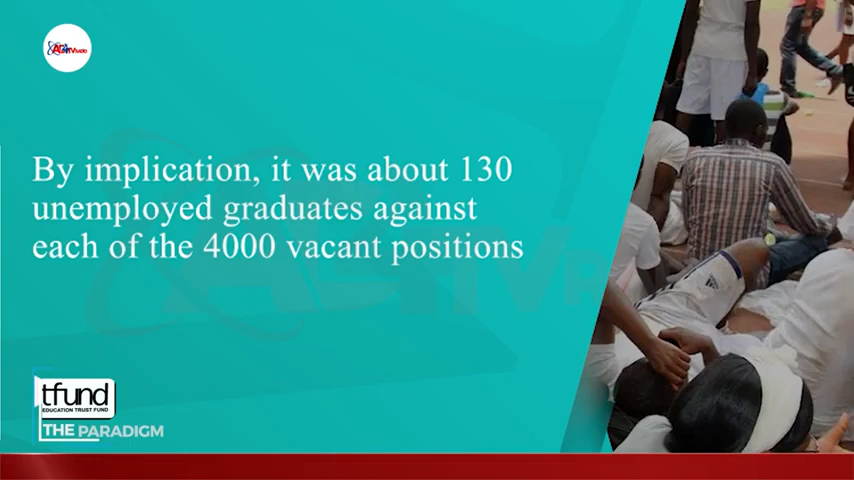 By implication, it was about 130
unemployed graduates against
each of the 4000 vacant positions
tfund
EDUCATION TRUST FUND
THE PARADIGM